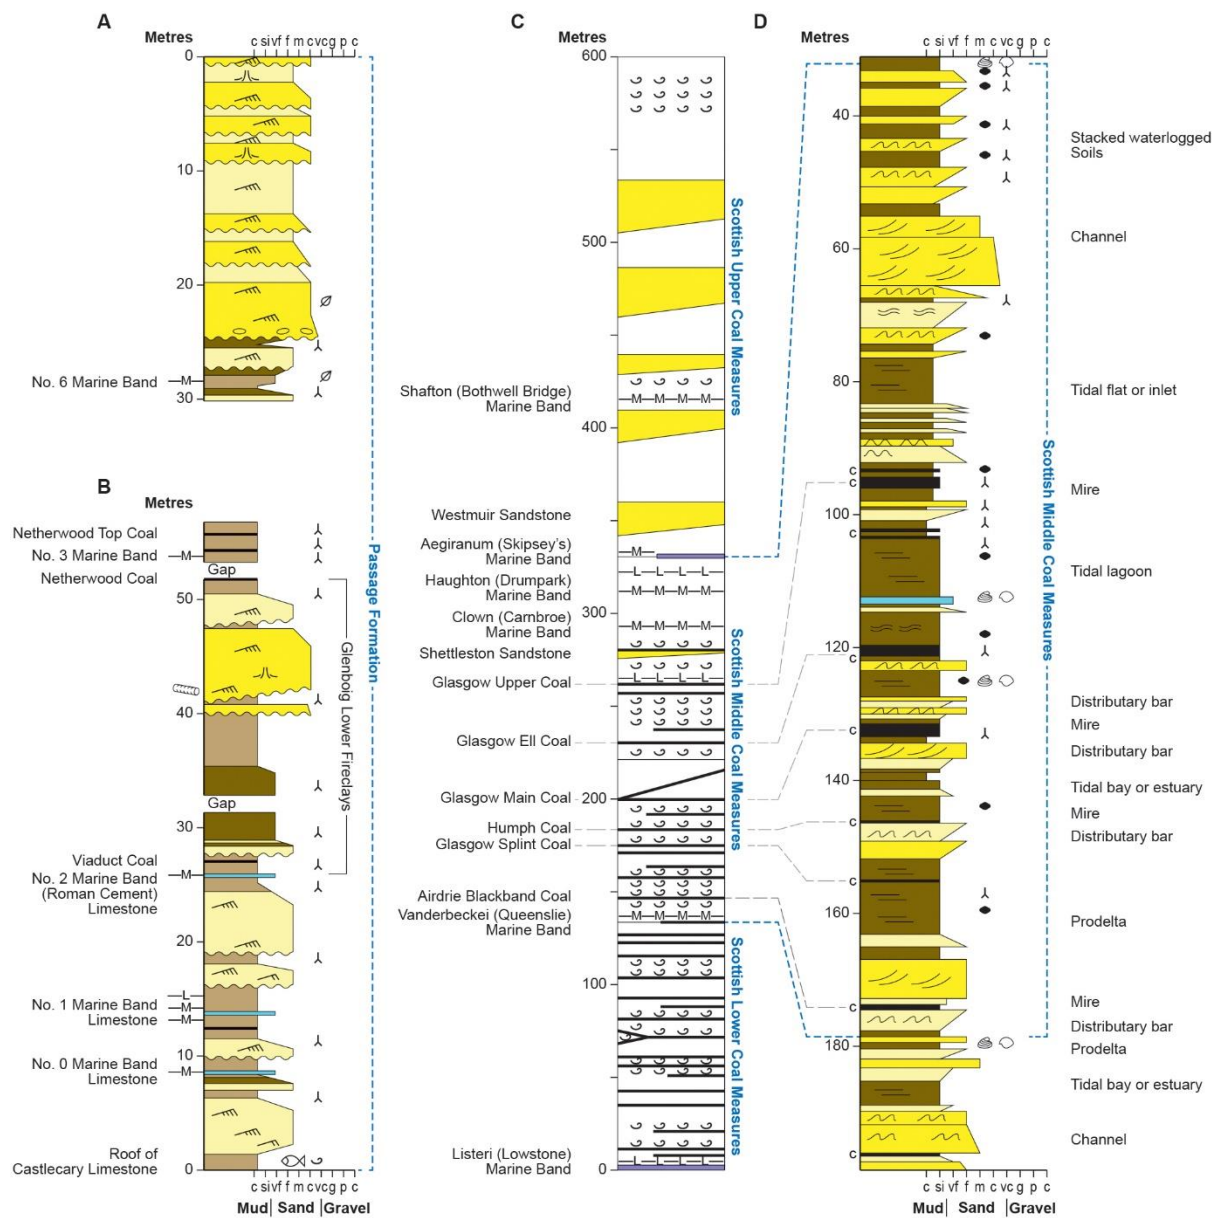 A
Metres
c si vf f m c vc g p c
0
10
20
No. 6 Marine Band
M
30
B
Metres
Netherwood Top Coal
No. 3 Marine Band
M
Gap
Netherwood Coal
50
40
Gap
30
Viaduct Coal
No. 2 Marine Band
M
(Roman Cement)
Limestone
20
L
No. 1 Marine Band
M
Limestone
M
10
No. 0 Marine Band
M
Limestone
Roof of
Castlecary Limestone
0
c si vf f m c vc g p c
Mud Sand Gravel
Glenboig Lower Fireclays
Passage Formation
C
Metres
600
500
Shafton (Bothwell Bridge)
Marine Band
M M M M
400
Westmuir Sandstone
Aegiranum (Skipsey's)
Marine Band
M
L L L L
Haughton (Drumpark)
Marine Band
M M M M
300
Clown (Carnbroe)
Marine Band
M M M M
Shettleston Sandstone
L L L L
Glasgow Upper Coal
Glasgow Ell Coal
Glasgow Main Coal
200
Humph Coal
Glasgow Splint Coal
Airdrie Blackband Coal
Vanderbeckei (Queenslie)
Marine Band
M M M M
100
Listeri (Lowstone)
Marine Band
L L L L
0
Scottish Upper Coal Measures
Scottish Middle Coal Measures
Scottish Lower Coal Measures
D
Metres
c si vf f m c vc g p c
40
Stacked waterlogged
Soils
60
Channel
80
Tidal flat or inlet
c
c
Mire
100
c
Tidal lagoon
120
c
Distributary bar
c
Mire
Distributary bar
140
Tidal bay or estuary
Mire
c
Distributary bar
c
160
Prodelta
c
Mire
Distributary bar
180
Prodelta
Tidal bay or estuary
Channel
c
c si vf f m c vc g p c
Mud Sand Gravel
Scottish Middle Coal Measures